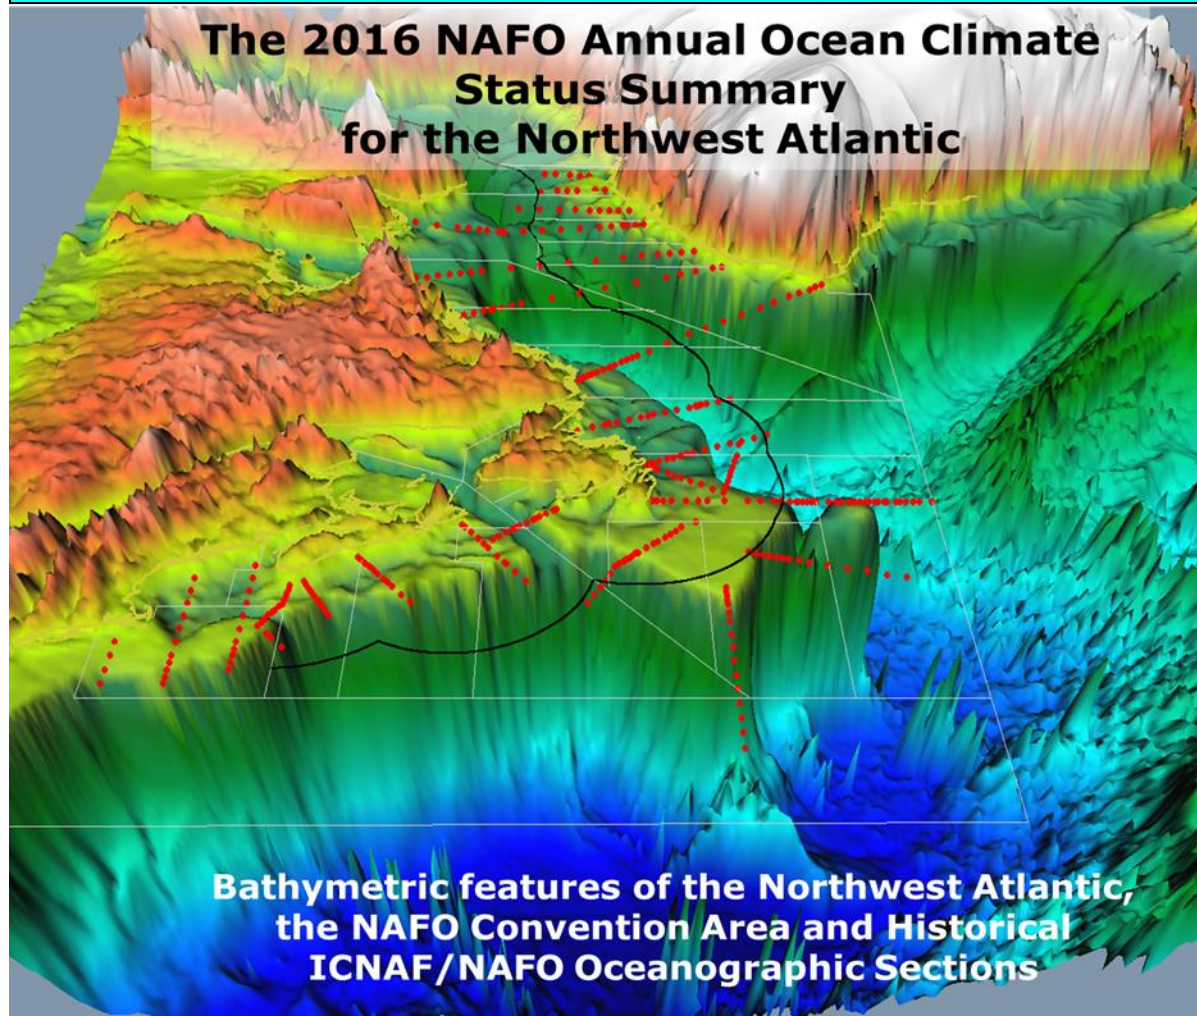 The 2016 NAFO Annual Ocean Climate
Status Summary
for the Northwest Atlantic
Bathymetric features of the Northwest Atlantic,
the NAFO Convention Area and Historical
ICNAF/NAFO Oceanographic Sections